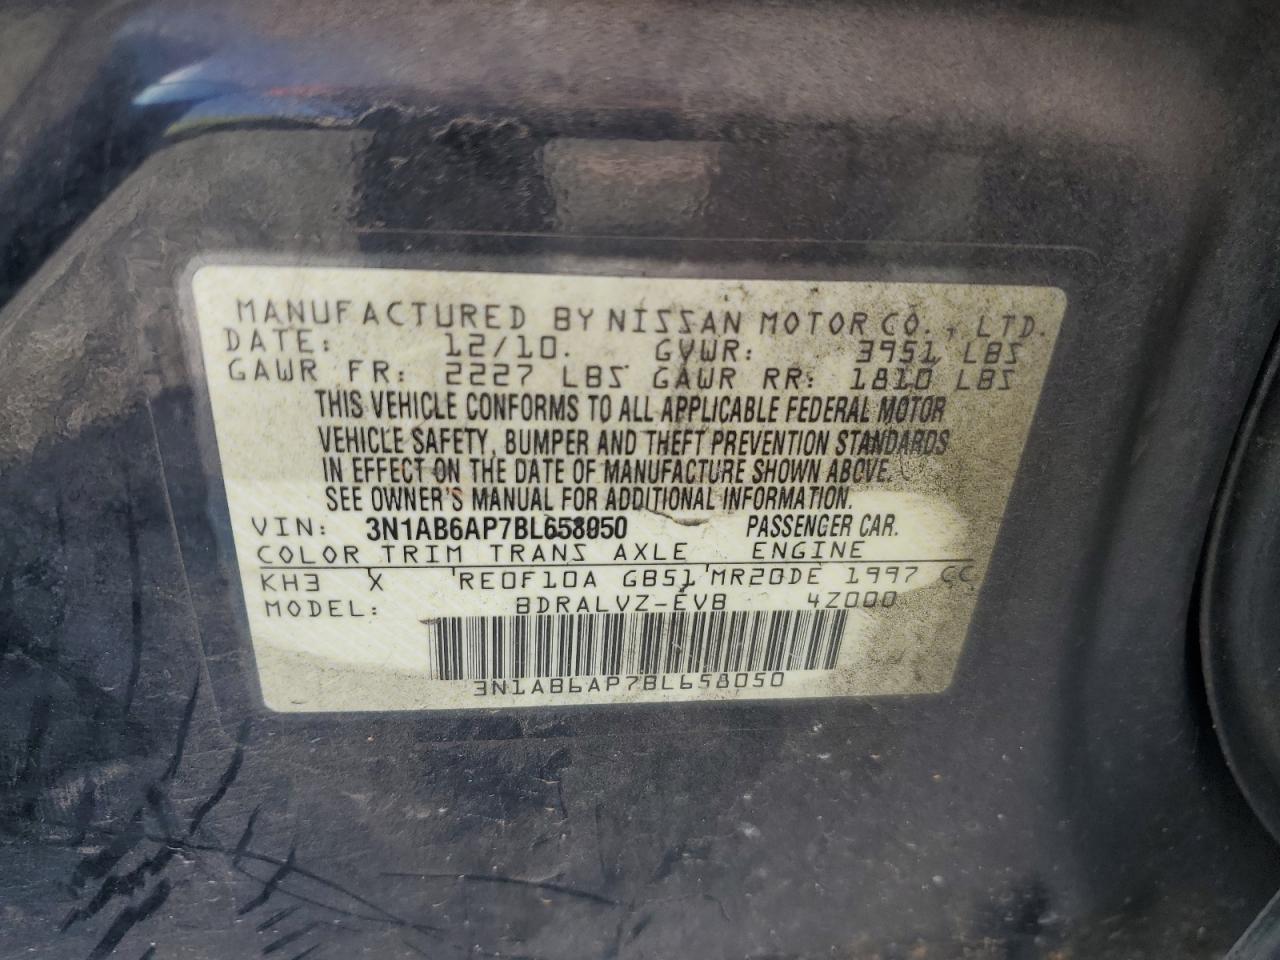 MANUFACTURED BY NISSAN MOTOR CO., LTD.
DATE: 12/10. GVWR: 3951 LBS
GAWR FR: 2227 LBS GAWR RR: 1810 LBS
THIS VEHICLE CONFORMS TO ALL APPLICABLE FEDERAL MOTOR
VEHICLE SAFETY, BUMPER AND THEFT PREVENTION STANDARDS
IN EFFECT ON THE DATE OF MANUFACTURE SHOWN ABOVE.
SEE OWNER'S MANUAL FOR ADDITIONAL INFORMATION.
VIN: 3N1AB6AP7BL658050 PASSENGER CAR.
COLOR TRIM TRANS AXLE ENGINE
KH3 X RE0F10A GB51 MR20DE 1997 CC
MODEL: BDRALVZ-EVB 4Z000
3N1AB6AP7BL658050